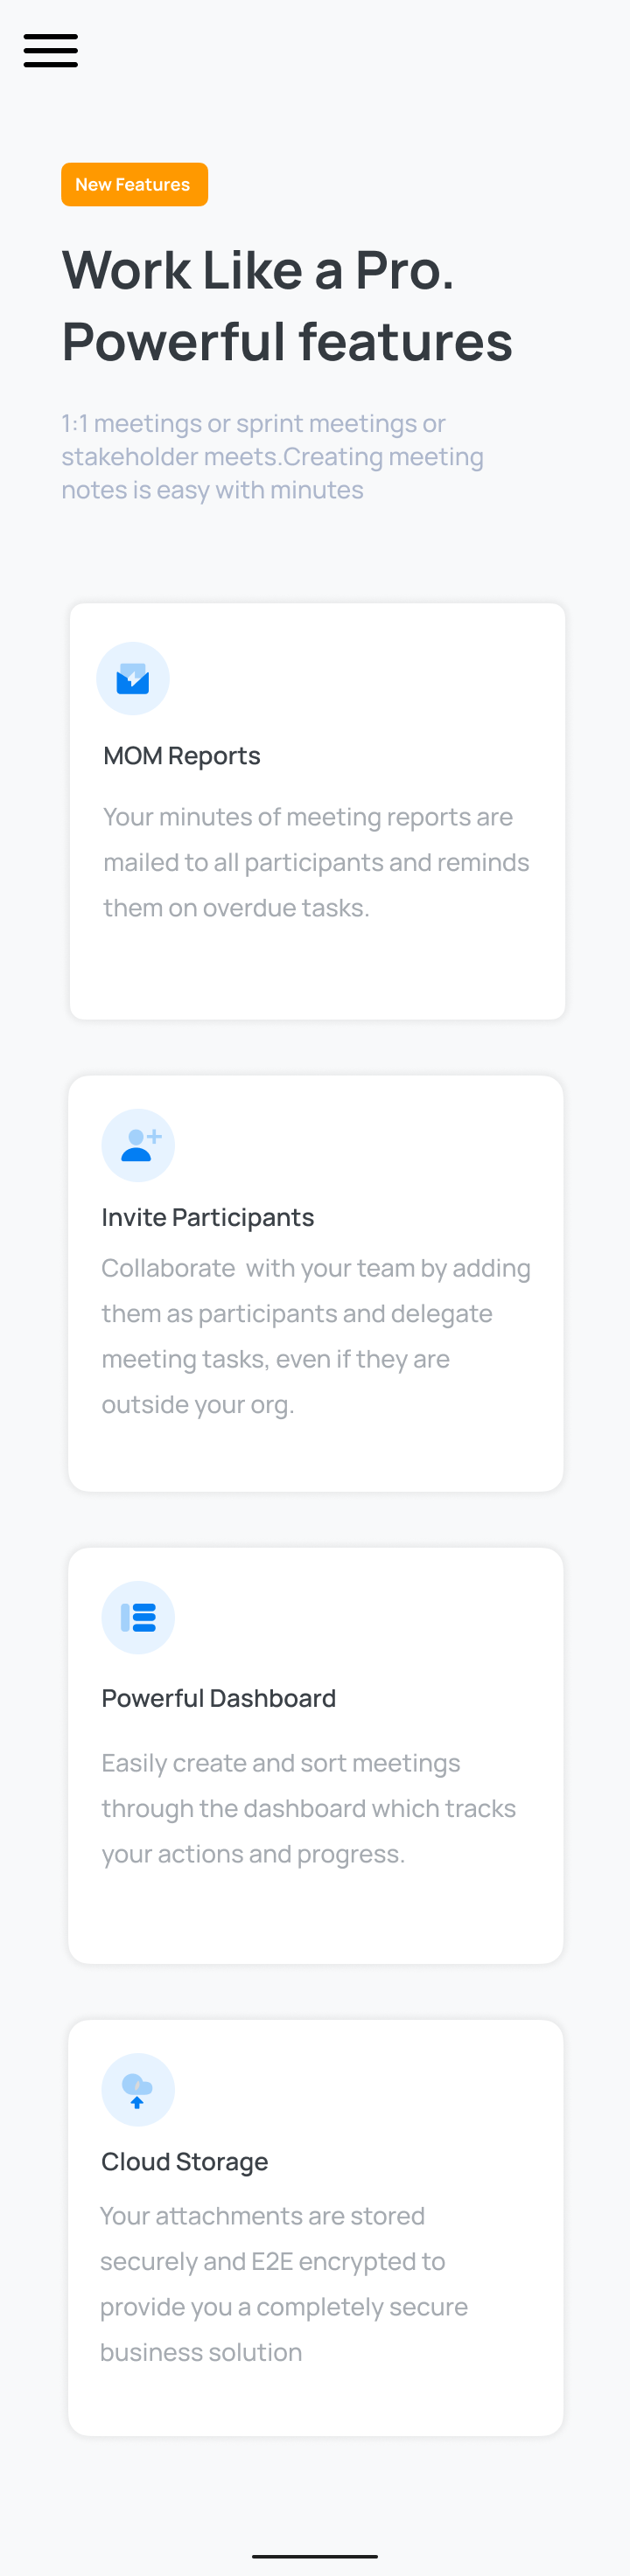 New Features
Work Like a Pro.
Powerful features
1:1 meetings or sprint meetings or
stakeholder meets.Creating meeting
notes is easy with minutes
MOM Reports
Your minutes of meeting reports are
mailed to all participants and reminds
them on overdue tasks.
Invite Participants
Collaborate  with your team by adding
them as participants and delegate
meeting tasks, even if they are
outside your org.
Powerful Dashboard
Easily create and sort meetings
through the dashboard which tracks
your actions and progress.
Cloud Storage
Your attachments are stored
securely and E2E encrypted to
provide you a completely secure
business solution